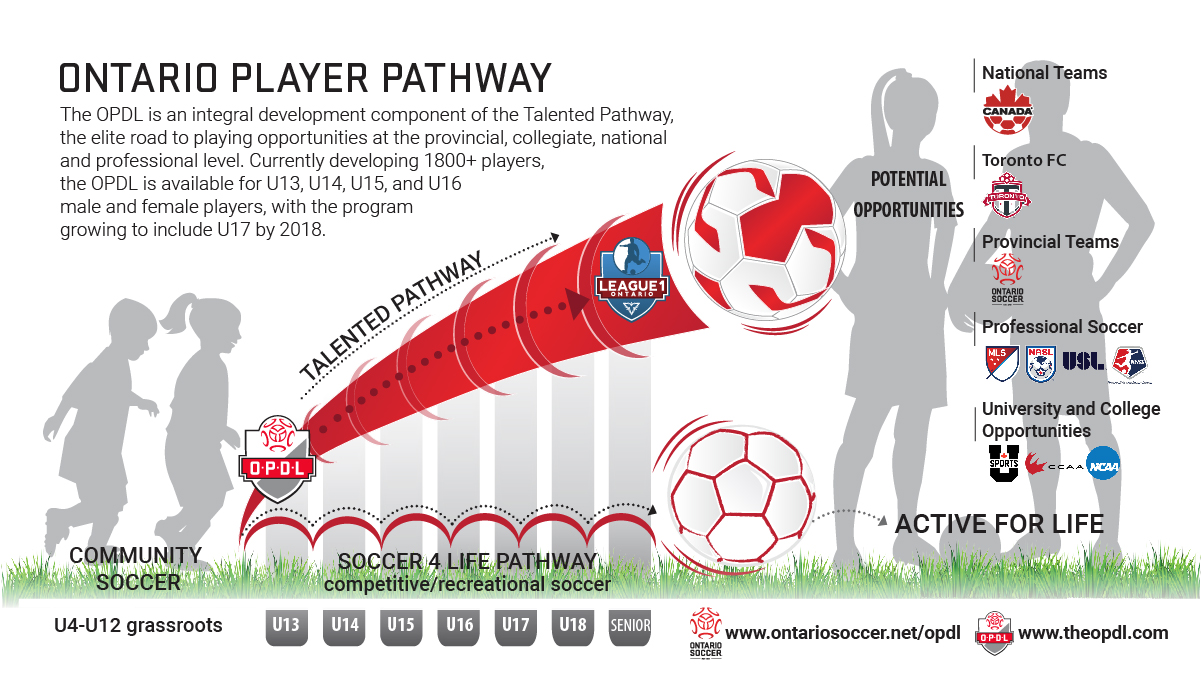 ONTARIO PLAYER PATHWAY
The OPDL is an integral development component of the Talented Pathway,
the elite road to playing opportunities at the provincial, collegiate, national
and professional level. Currently developing 1800+ players,
the OPDL is available for U13, U14, U15, and U16
male and female players, with the program
growing to include U17 by 2018.
TALENTED PATHWAY
LEAGUE1
ONTARIO
O·P·D·L
POTENTIAL
OPPORTUNITIES
National Teams
CANADA
Toronto FC
TORONTO
Provincial Teams
ONTARIO
SOCCER
Professional Soccer
MLS
NASL
USL
University and College
Opportunities
U
SPORTS
CCAA
NCAA
ACTIVE FOR LIFE
COMMUNITY
SOCCER
SOCCER 4 LIFE PATHWAY
competitive/recreational soccer
U4-U12 grassroots
U13
U14
U15
U16
U17
U18
SENIOR
ONTARIO
SOCCER
www.ontariosoccer.net/opdl
O·P·D·L
www.theopdl.com